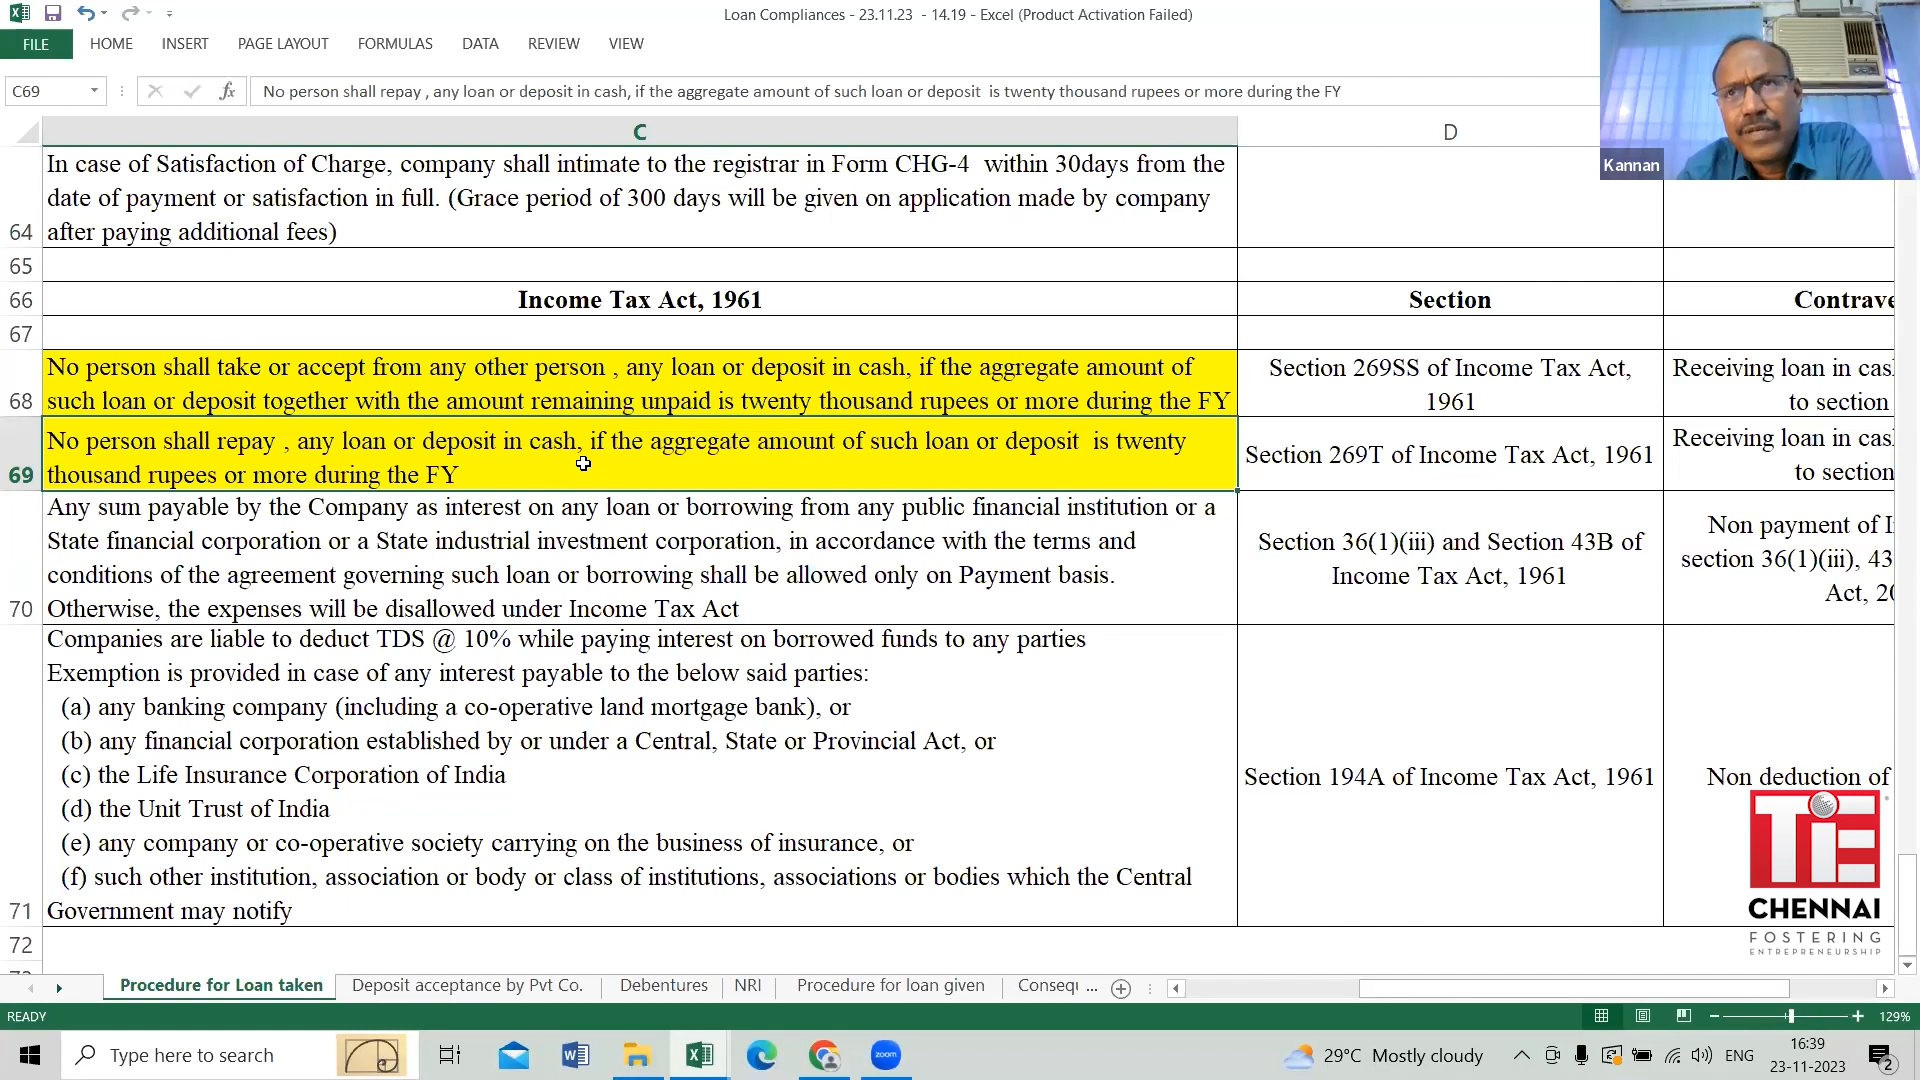 Loan Compliances - 23.11.23 - 14.19 - Excel (Product Activation Failed)
FILE HOME INSERT PAGE LAYOUT FORMULAS DATA REVIEW VIEW
C69 fx No person shall repay , any loan or deposit in cash, if the aggregate amount of such loan or deposit is twenty thousand rupees or more during the FY
Kannan
C D
In case of Satisfaction of Charge, company shall intimate to the registrar in Form CHG-4 within 30days from the
date of payment or satisfaction in full. (Grace period of 300 days will be given on application made by company
64 after paying additional fees)
65
66 Income Tax Act, 1961 Section Contrave
67
No person shall take or accept from any other person , any loan or deposit in cash, if the aggregate amount of
68 such loan or deposit together with the amount remaining unpaid is twenty thousand rupees or more during the FY
Section 269SS of Income Tax Act,
1961
Receiving loan in cas
to section
No person shall repay , any loan or deposit in cash, if the aggregate amount of such loan or deposit is twenty
69 thousand rupees or more during the FY
Section 269T of Income Tax Act, 1961
Receiving loan in cas
to section
Any sum payable by the Company as interest on any loan or borrowing from any public financial institution or a
State financial corporation or a State industrial investment corporation, in accordance with the terms and
conditions of the agreement governing such loan or borrowing shall be allowed only on Payment basis.
70 Otherwise, the expenses will be disallowed under Income Tax Act
Section 36(1)(iii) and Section 43B of
Income Tax Act, 1961
Non payment of
section 36(1)(iii), 43
Act, 20
Companies are liable to deduct TDS @ 10% while paying interest on borrowed funds to any parties
Exemption is provided in case of any interest payable to the below said parties:
(a) any banking company (including a co-operative land mortgage bank), or
(b) any financial corporation established by or under a Central, State or Provincial Act, or
(c) the Life Insurance Corporation of India
(d) the Unit Trust of India
(e) any company or co-operative society carrying on the business of insurance, or
(f) such other institution, association or body or class of institutions, associations or bodies which the Central
71 Government may notify
Section 194A of Income Tax Act, 1961
Non deduction of
72
TiE
CHENNAI
FOSTERING
ENTREPRENEURSHIP
Procedure for Loan taken Deposit acceptance by Pvt Co. Debentures NRI Procedure for loan given Consequ ...
READY 129%
Type here to search 29°C Mostly cloudy ENG 16:39
zoom
23-11-2023 2